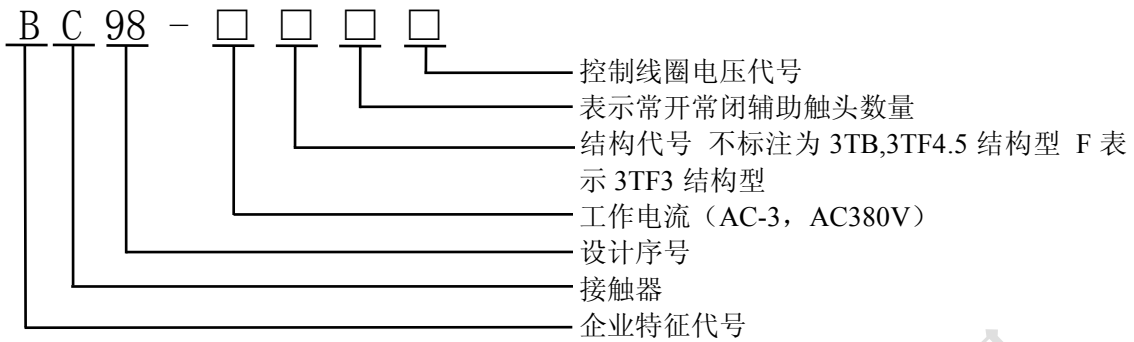 BC98-□□□□
控制线圈电压代号
表示常开常闭辅助触头数量
结构代号 不标注为 3TB,3TF4.5 结构型 F 表
示 3TF3 结构型
工作电流（AC-3，AC380V）
设计序号
接触器
企业特征代号